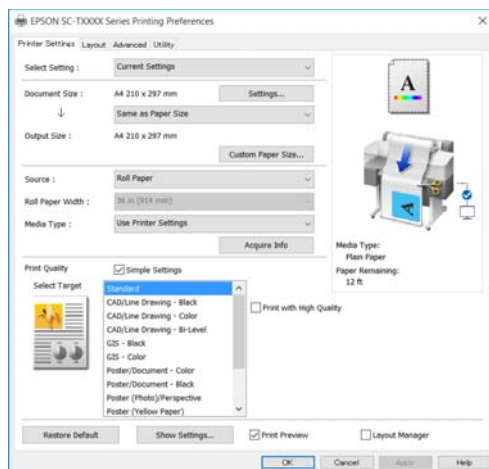 EPSON SC-TXXXX Series Printing Preferences
Printer Settings Layout Advanced Utility
Select Setting : Current Settings
Document Size : A4 210 x 297 mm Settings...
Same as Paper Size
Output Size : A4 210 x 297 mm
Custom Paper Size...
Source : Roll Paper
Roll Paper Width : 36 in (914 mm)
Media Type : Use Printer Settings
Acquire Info
A
A
Media Type:
Plain Paper
Paper Remaining:
12 ft
Print Quality Simple Settings
Select Target
Standard
CAD/Line Drawing - Black
CAD/Line Drawing - Color
CAD/Line Drawing - Bi-Level
GIS - Black
GIS - Color
Poster/Document - Color
Poster/Document - Black
Poster (Photo)/Perspective
Poster (Yellow Paper)
Print with High Quality
Restore Default Show Settings... Print Preview Layout Manager
OK Cancel Apply Help